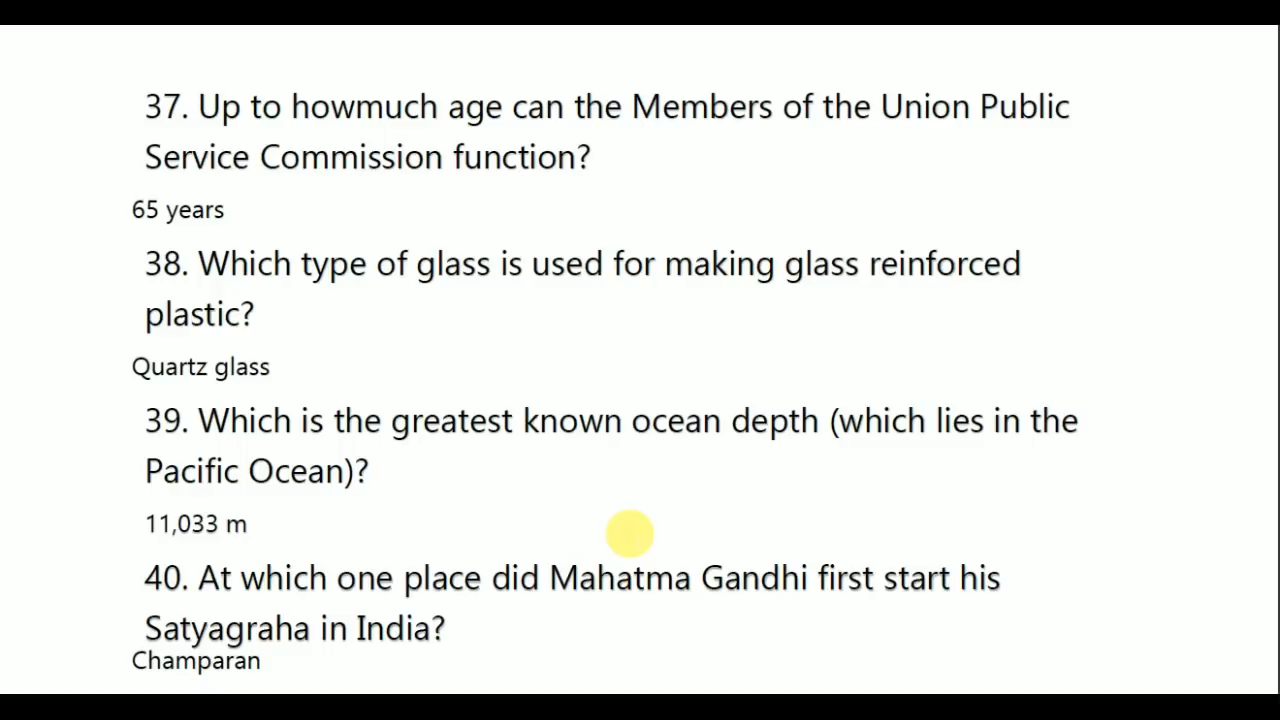 37. Up to howmuch age can the Members of the Union Public
Service Commission function?
65 years
38. Which type of glass is used for making glass reinforced
plastic?
Quartz glass
39. Which is the greatest known ocean depth (which lies in the
Pacific Ocean)?
11,033 m
40. At which one place did Mahatma Gandhi first start his
Satyagraha in India?
Champaran